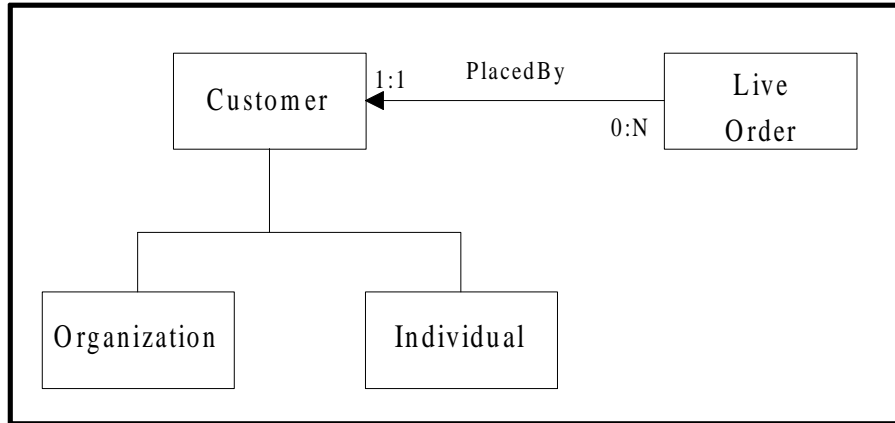 Customer
1:1
PlacedBy
0:N
Live
Order
Organization
Individual